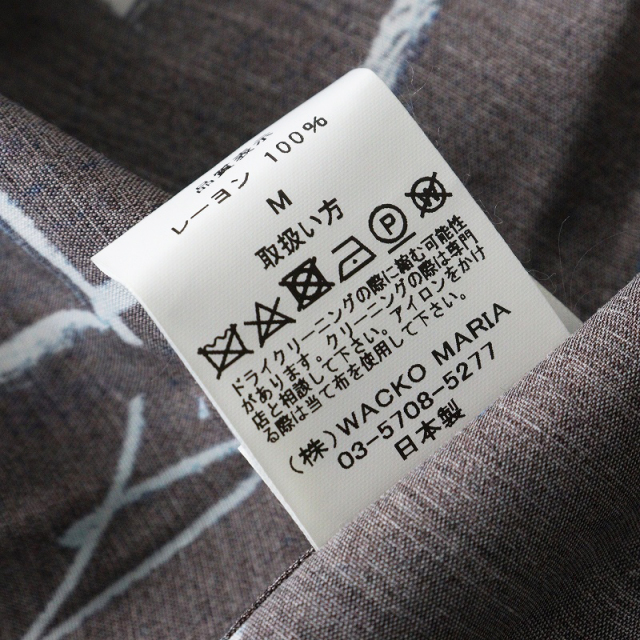 レーヨン 100%
M
取扱い方
P W
ドライクリーニングの際に縮む可能性
があります。クリーニングの際は専門
店と相談して下さい。アイロンをかけ
る際は当て布を使用して下さい。
(株)WACKO MARIA
03-5708-5277
日本製